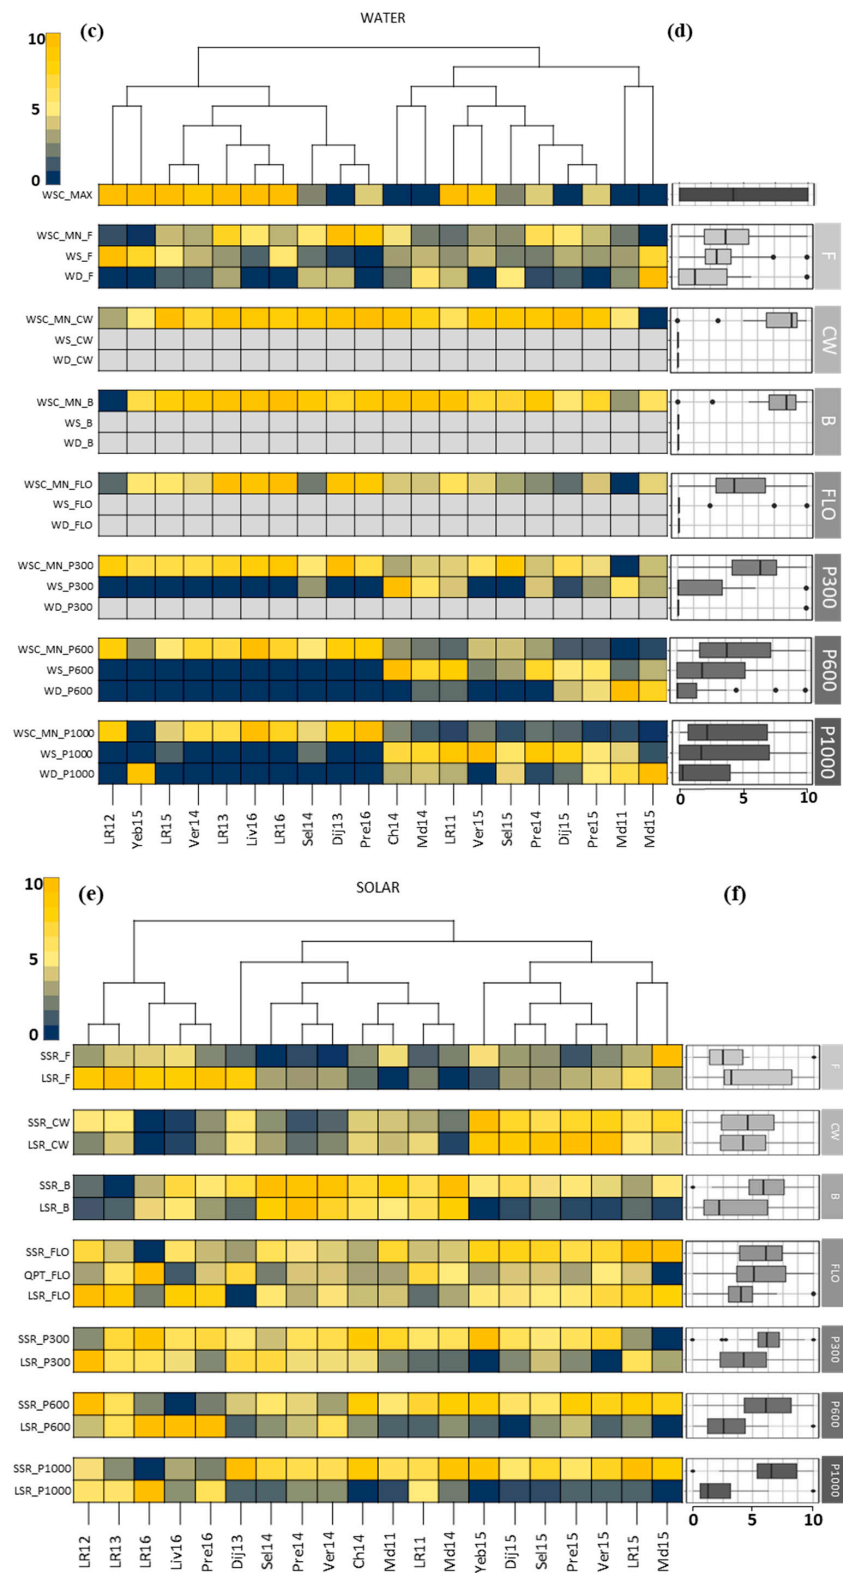 (c) WATER (d)
10
5
0
WSC_MAX
WSC_MN_F
WS_F
WD_F
F
WSC_MN_CW
WS_CW
WD_CW
CW
WSC_MN_B
WS_B
WD_B
B
WSC_MN_FLO
WS_FLO
WD_FLO
FLO
WSC_MN_P300
WS_P300
WD_P300
P300
WSC_MN_P600
WS_P600
WD_P600
P600
WSC_MN_P1000
WS_P1000
WD_P1000
P1000
0 5 10
LR12 Yeb15 LR15 Ver14 LR13 Liv16 LR16 Sel14 Dij13 Pre16 Ch14 Md14 LR11 Ver15 Sel15 Pre14 Dij15 Pre15 Md11 Md15
(e) SOLAR (f)
10
5
0
SSR_F
LSR_F
F
SSR_CW
LSR_CW
CW
SSR_B
LSR_B
B
SSR_FLO
QPT_FLO
LSR_FLO
FLO
SSR_P300
LSR_P300
P300
SSR_P600
LSR_P600
P600
SSR_P1000
LSR_P1000
P1000
0 5 10
LR12 LR13 LR16 Liv16 Pre16 Dij13 Sel14 Pre14 Ver14 Ch14 Md11 LR11 Md14 Yeb15 Dij15 Sel15 Pre15 Ver15 LR15 Md15